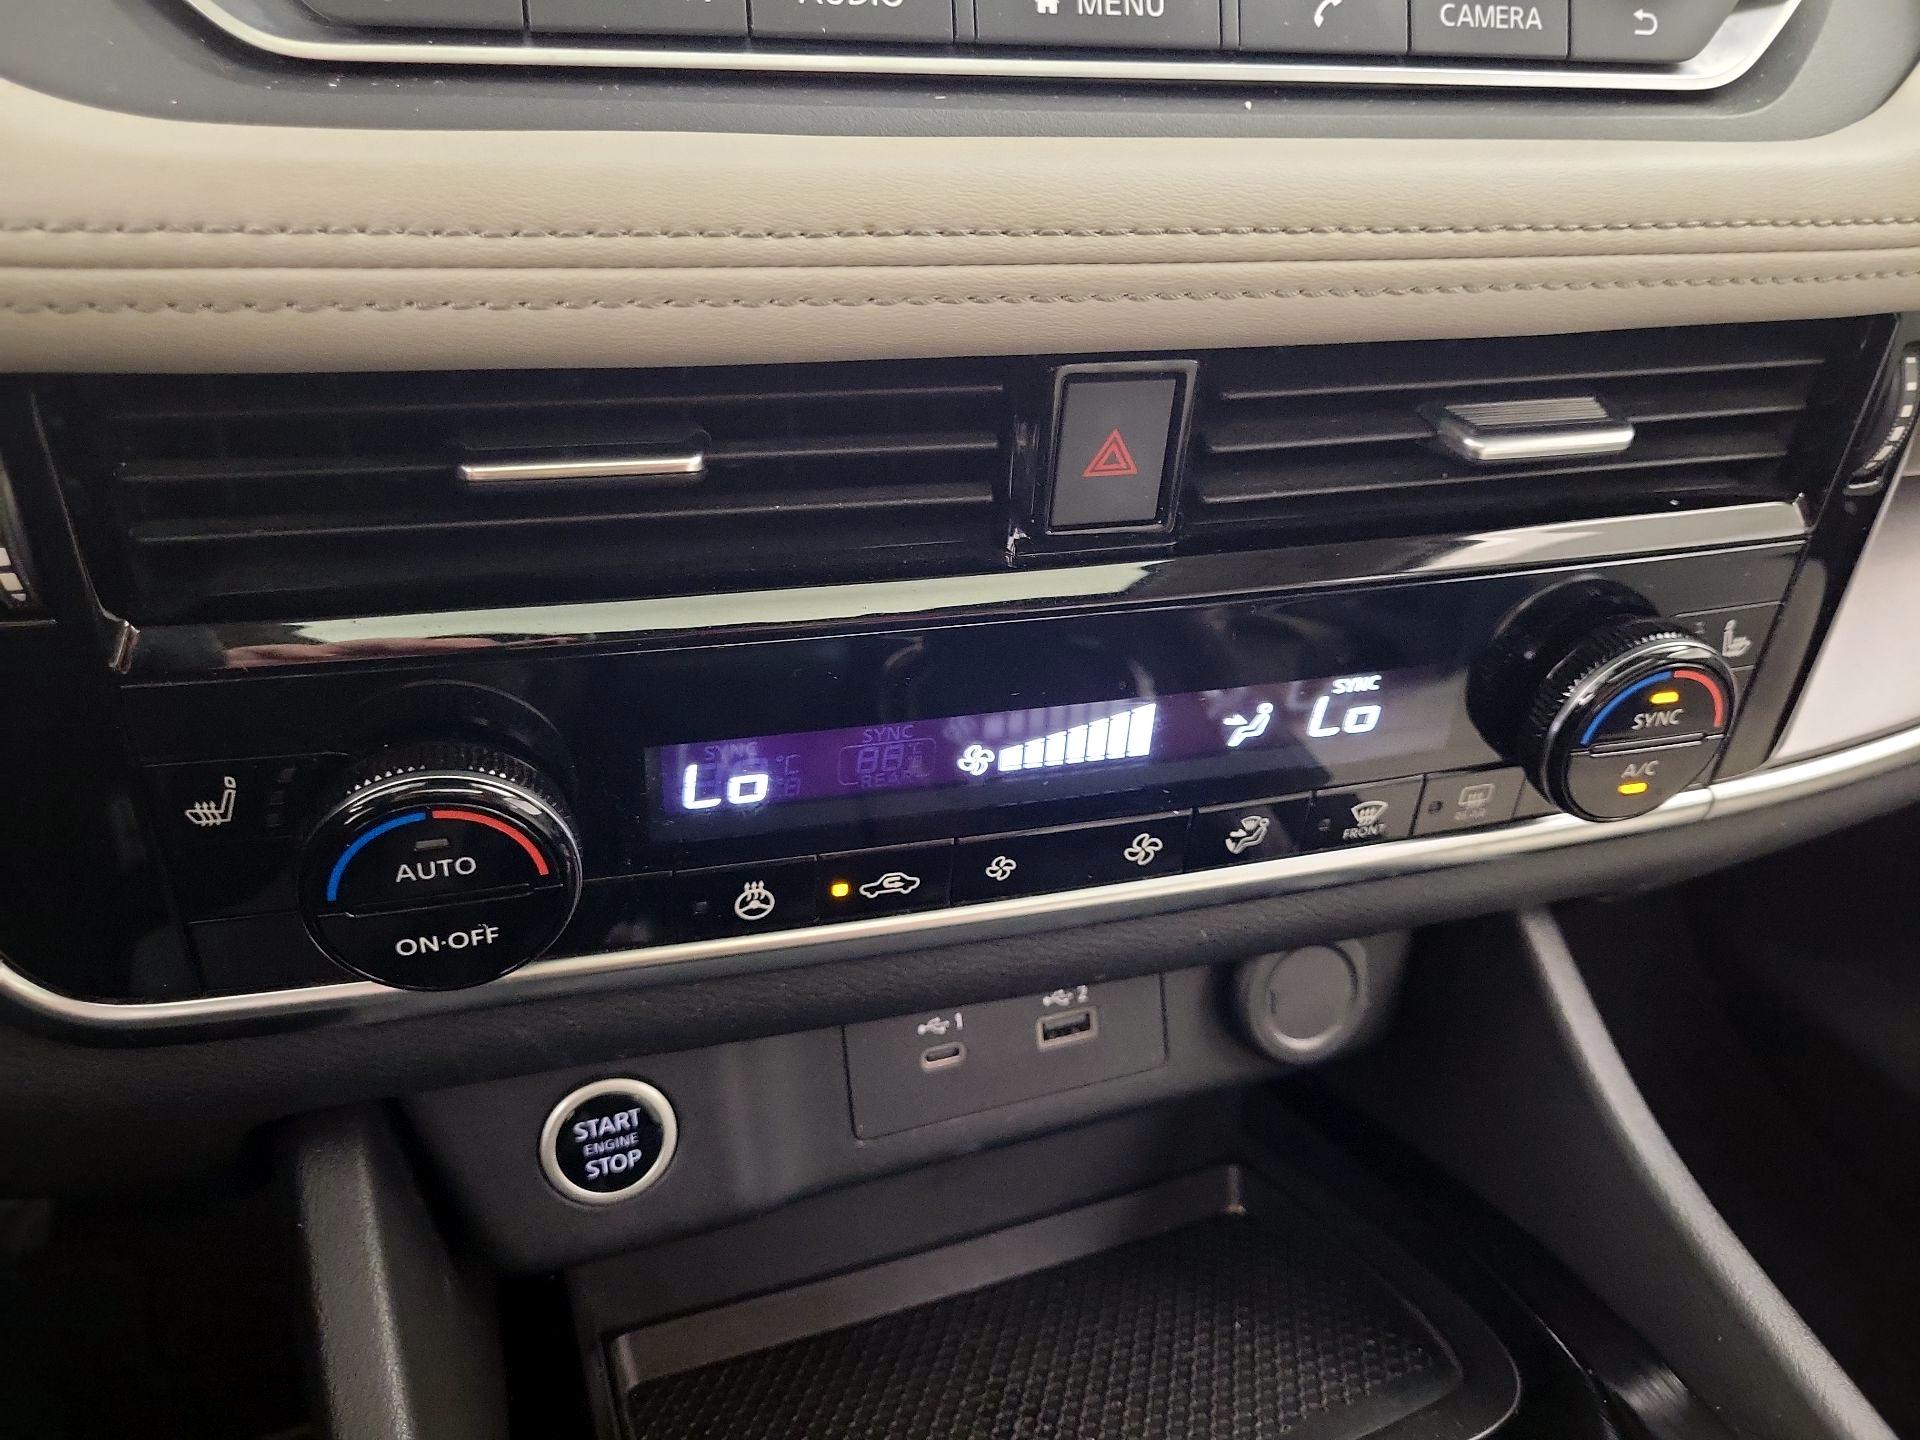 AUDIO
MENU
CAMERA
SYNC
Lo
SYNC
REAR
SYNC
Lo
SYNC
A/C
AUTO
ON·OFF
FRONT
REAR
1
2
START
ENGINE
STOP